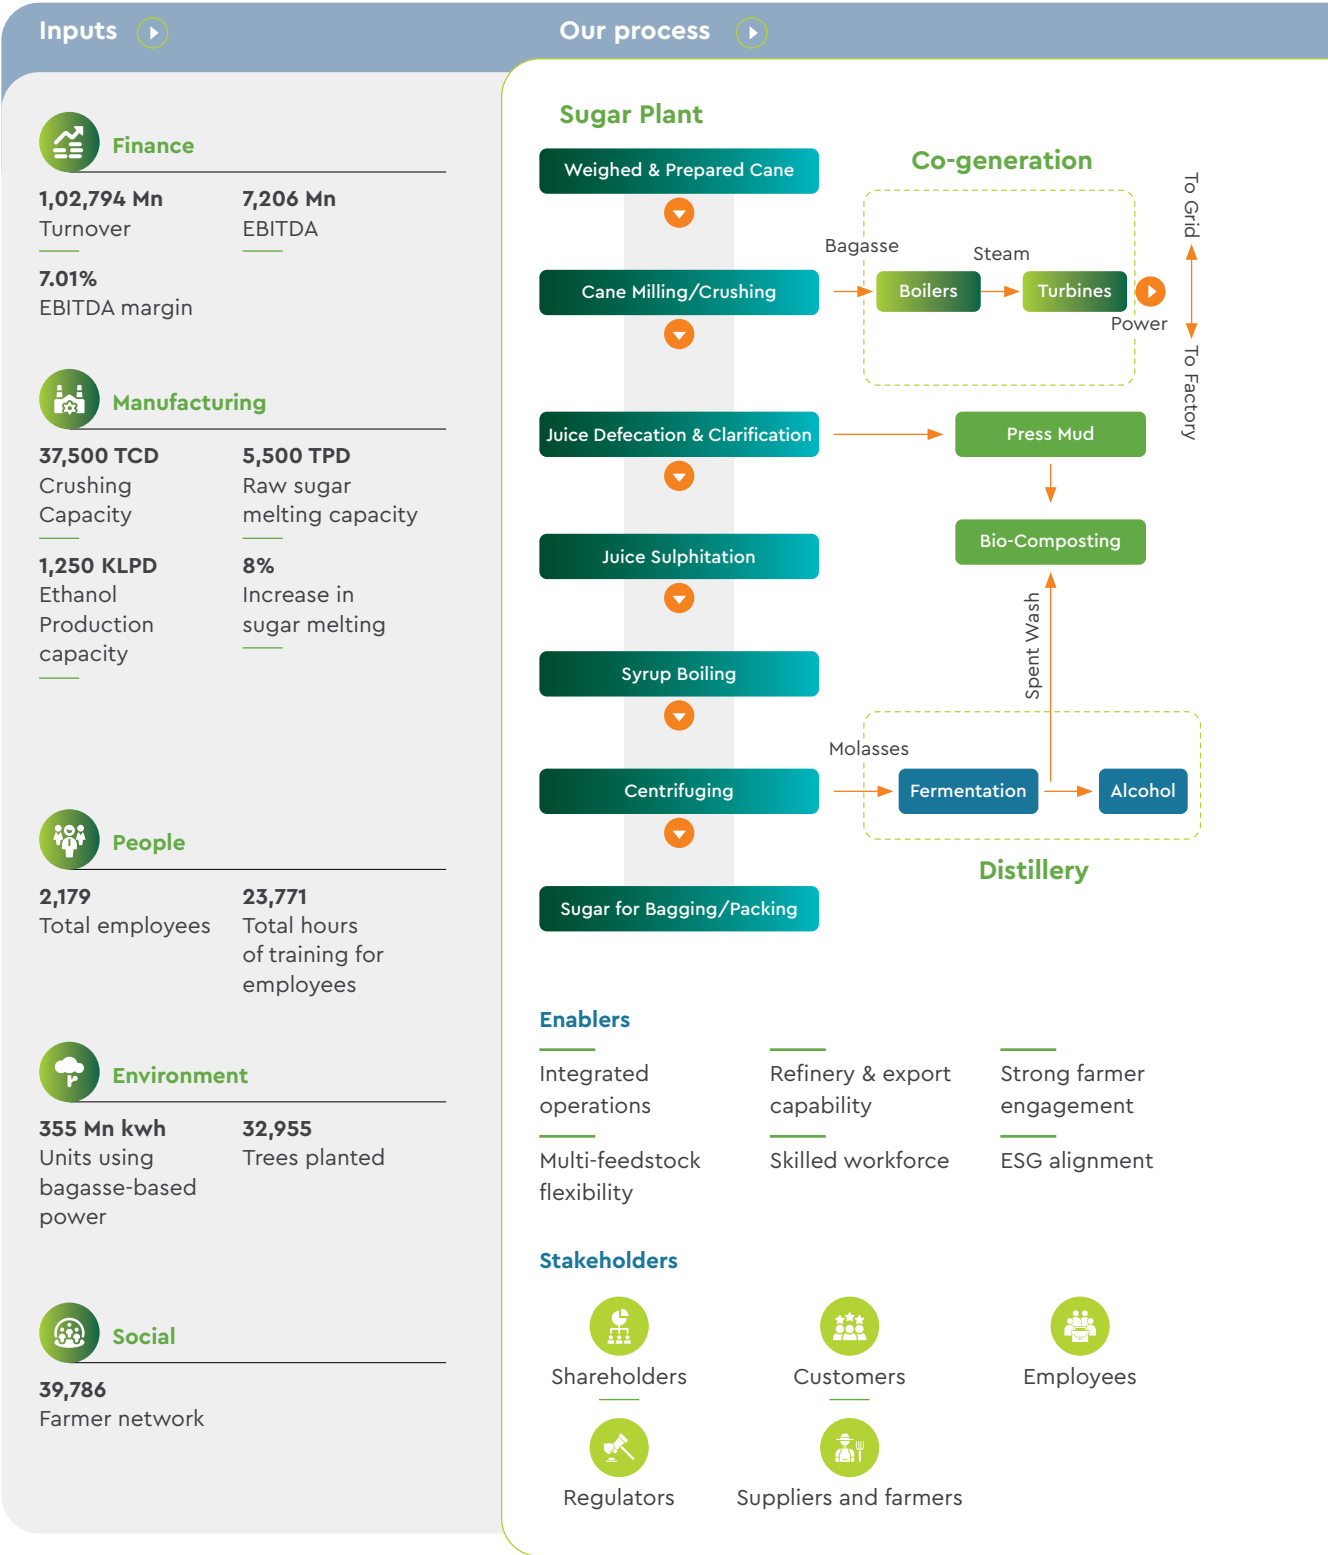 Inputs
Finance
1,02,794 Mn
Turnover
7,206 Mn
EBITDA
7.01%
EBITDA margin
Manufacturing
37,500 TCD
Crushing
Capacity
5,500 TPD
Raw sugar
melting capacity
1,250 KLPD
Ethanol
Production
capacity
8%
Increase in
sugar melting
People
2,179
Total employees
23,771
Total hours
of training for
employees
Environment
355 Mn kwh
Units using
bagasse-based
power
32,955
Trees planted
Social
39,786
Farmer network
Our process
Sugar Plant
Weighed & Prepared Cane
Cane Milling/Crushing
Juice Defecation & Clarification
Juice Sulphitation
Syrup Boiling
Centrifuging
Sugar for Bagging/Packing
Co-generation
Bagasse
Boilers
Steam
Turbines
Power
To Grid
To Factory
Press Mud
Bio-Composting
Spent Wash
Molasses
Fermentation
Alcohol
Distillery
Enablers
Integrated
operations
Refinery & export
capability
Strong farmer
engagement
Multi-feedstock
flexibility
Skilled workforce
ESG alignment
Stakeholders
Shareholders
Customers
Employees
Regulators
Suppliers and farmers